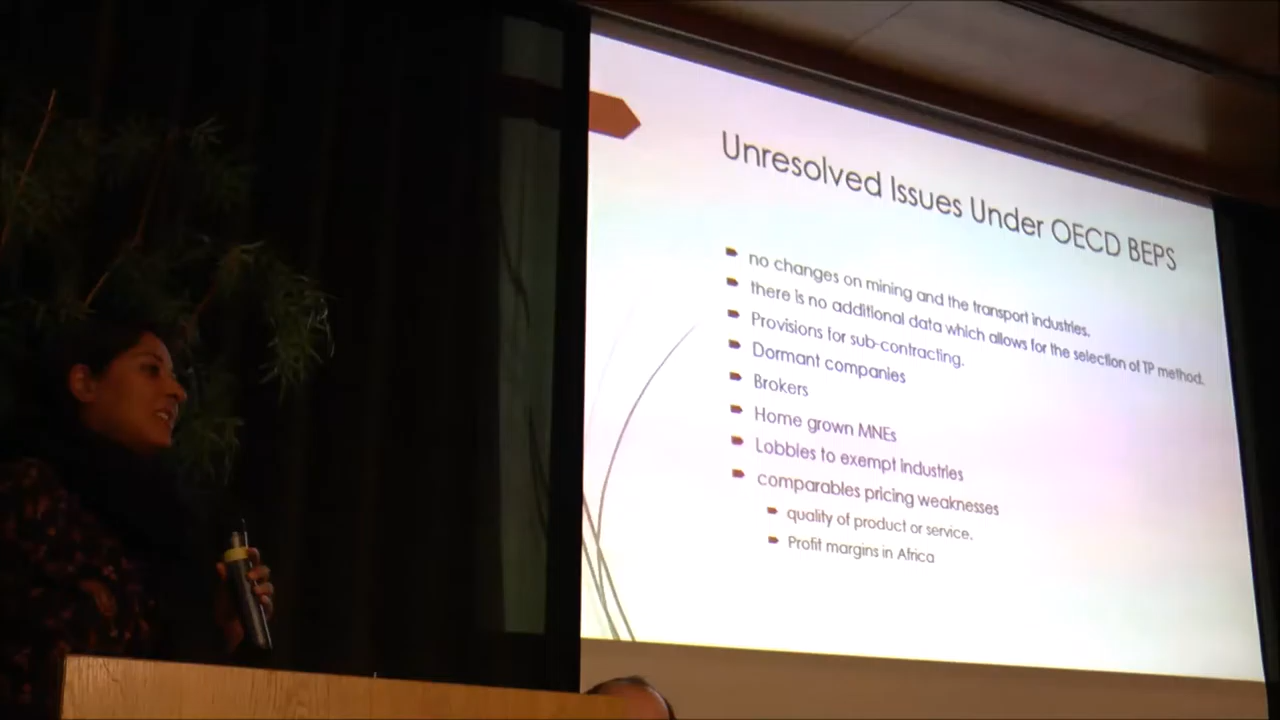 Unresolved Issues Under OECD BEPS
no changes on mining and the transport industries.
there is no additional data which allows for the selection of TP method.
Provisions for sub-contracting.
Dormant companies
Brokers
Home grown MNEs
Lobbies to exempt industries
comparables pricing weaknesses
quality of product or service.
Profit margins in Africa